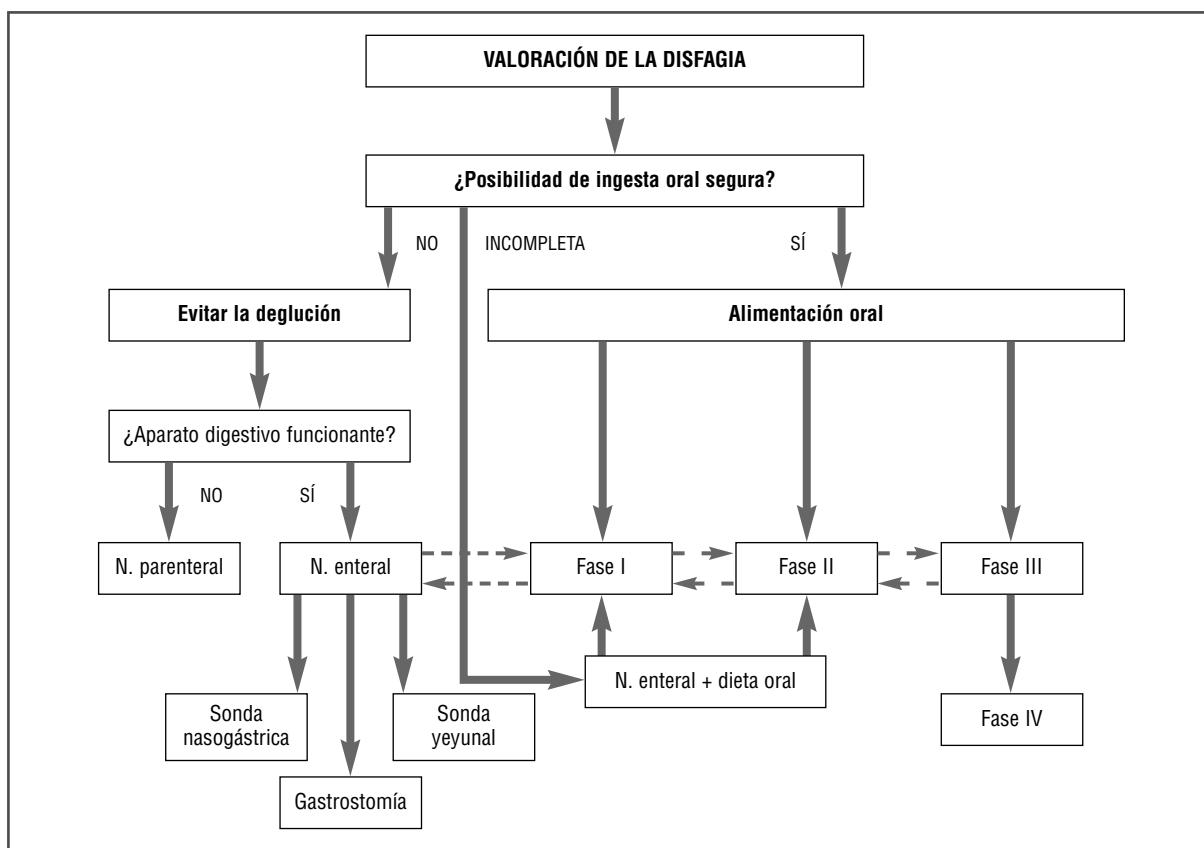 VALORACIÓN DE LA DISFAGIA
¿Posibilidad de ingesta oral segura?
NO
INCOMPLETA
SÍ
Evitar la deglución
Alimentación oral
¿Aparato digestivo funcionante?
NO
SÍ
N. parenteral
N. enteral
Fase I
Fase II
Fase III
N. enteral + dieta oral
Sonda
nasogástrica
Sonda
yeyunal
Fase IV
Gastrostomía